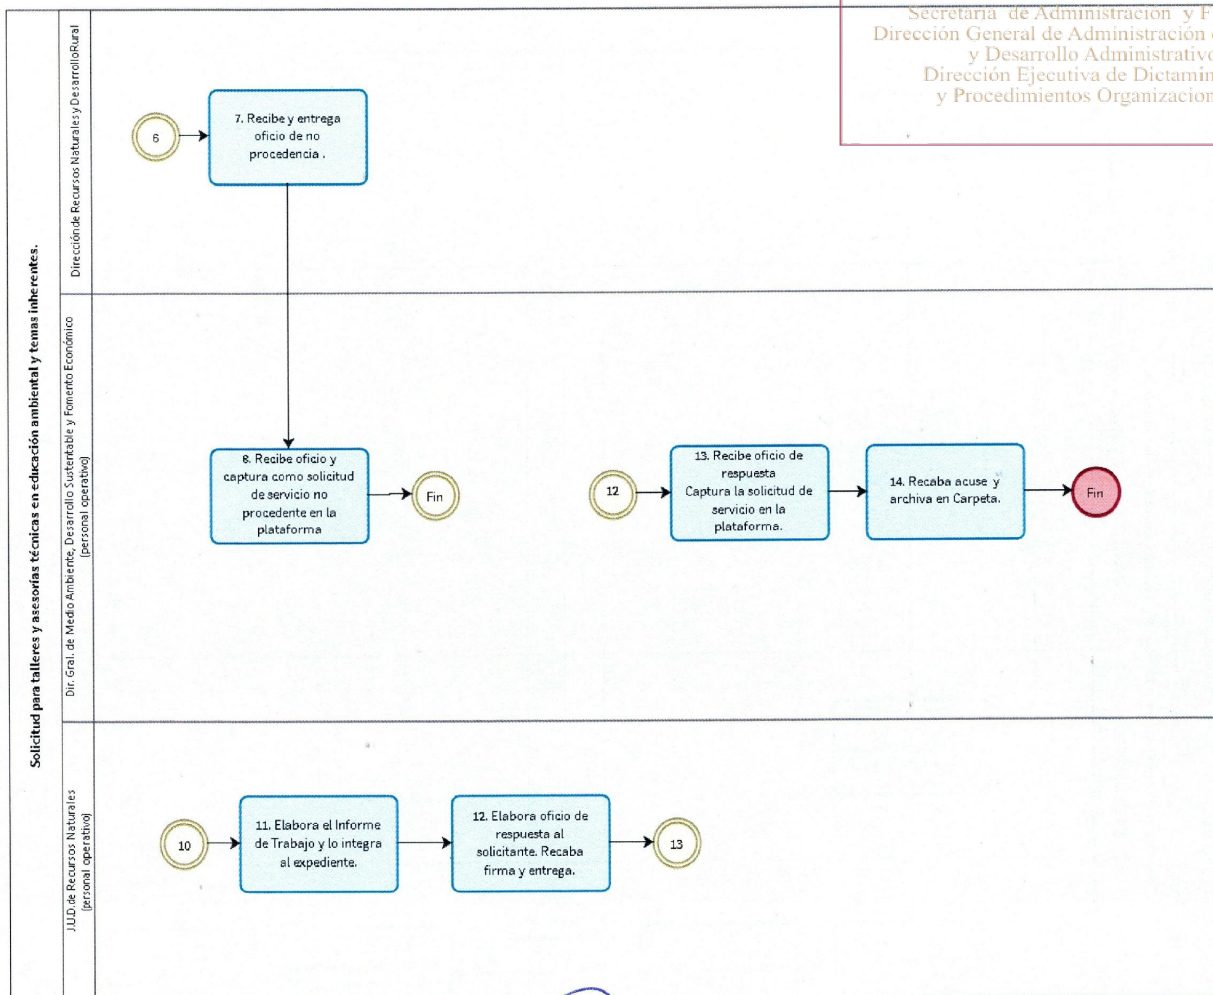 Secretaria de Administración y F
Dirección General de Administración
y Desarrollo Administrativo
Dirección Ejecutiva de Dictamin
y Procedimientos Organizacion
Solicitud para talleres y asesorías técnicas en educación ambiental y temas inherentes.
Direcciónde Recursos Naturales y DesarrolloRural
6
7. Recibe y entrega
oficio de no
procedencia .
Dir. Gral. de Medio Ambiente, Desarrollo Sustentable y Fomento Económico
(personal operativo)
8. Recibe oficio y
captura como solicitud
de servicio no
procedente en la
plataforma
Fin
12
13. Recibe oficio de
respuesta
Captura la solicitud de
servicio en la
plataforma.
14. Recaba acuse y
archiva en Carpeta.
Fin
J.U.D. de Recursos Naturales
(personal operativo)
10
11. Elabora el Informe
de Trabajo y lo integra
al expediente.
12. Elabora oficio de
respuesta al
solicitante. Recaba
firma y entrega.
13